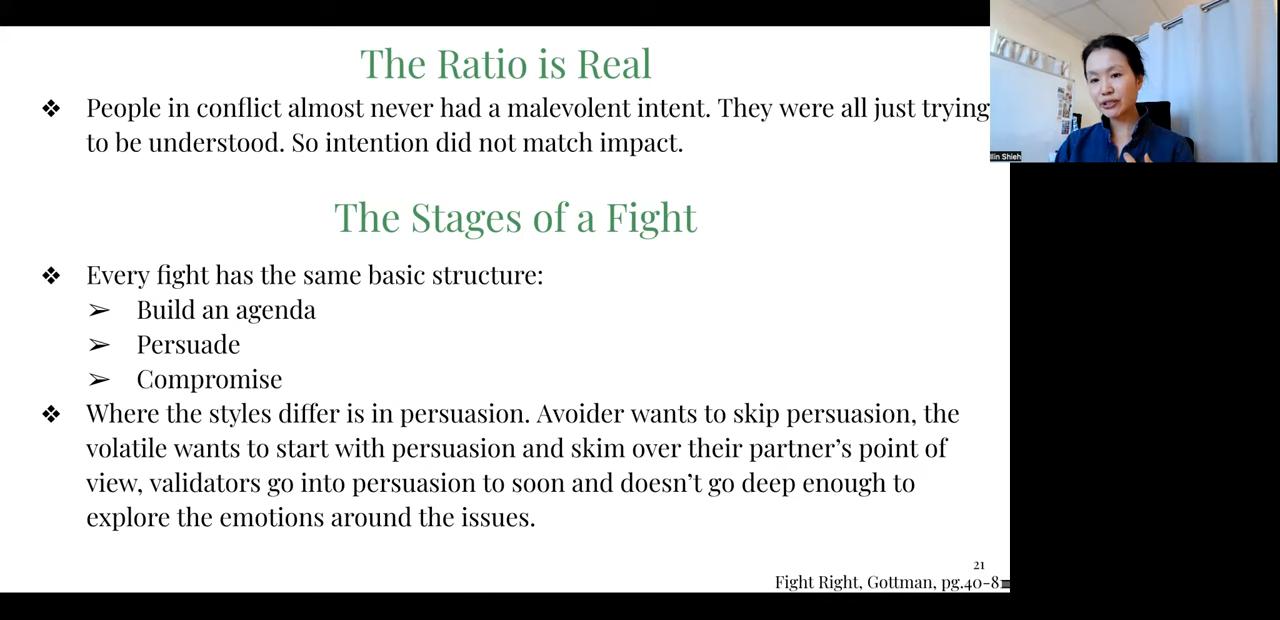 The Ratio is Real
❖ People in conflict almost never had a malevolent intent. They were all just trying
to be understood. So intention did not match impact.
The Stages of a Fight
❖ Every fight has the same basic structure:
➢ Build an agenda
➢ Persuade
➢ Compromise
❖ Where the styles differ is in persuasion. Avoider wants to skip persuasion, the
volatile wants to start with persuasion and skim over their partner’s point of
view, validators go into persuasion to soon and doesn’t go deep enough to
explore the emotions around the issues.
21
Fight Right, Gottman, pg.40-8
Shieh